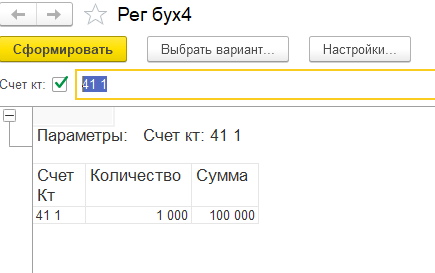 Рег бух4
Сформировать Выбрать вариант... Настройки...
Счет кт: 41 1
Параметры: Счет кт: 41 1
Счет Кт Количество Сумма
41 1 1 000 100 000